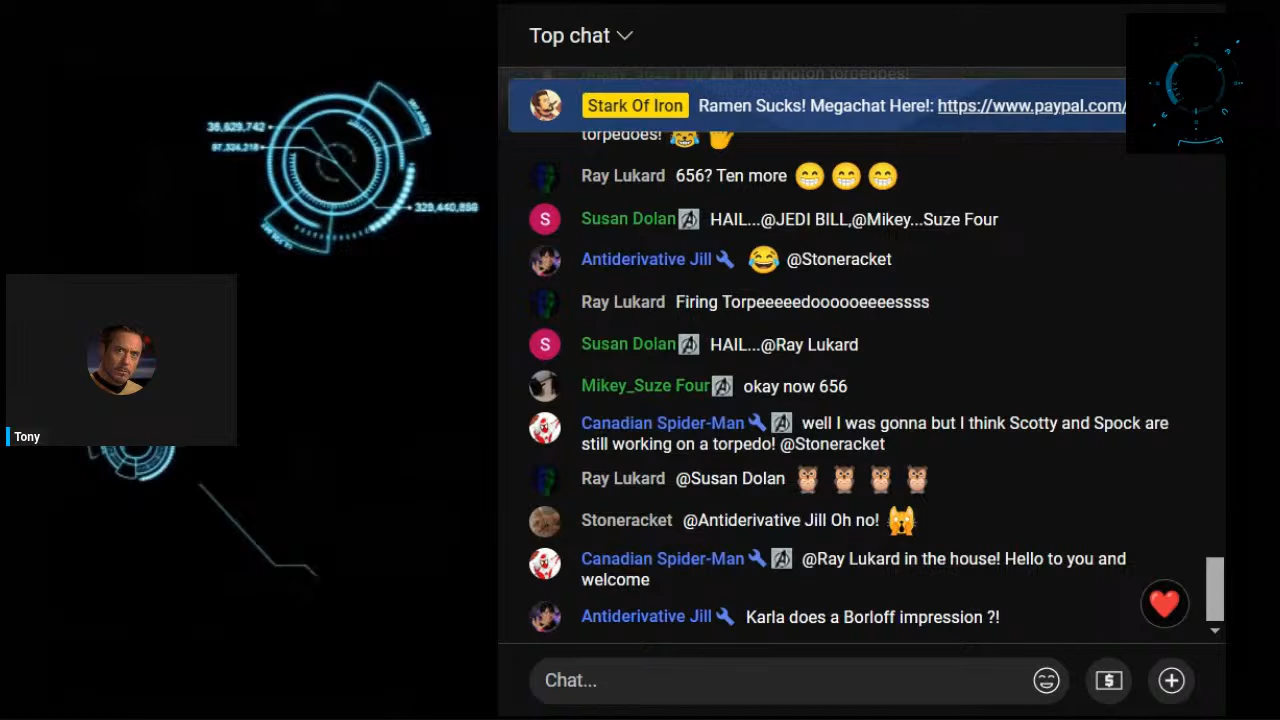 Top chat
Stark Of Iron Ramen Sucks! Megachat Here!: https://www.paypal.com/
torpedoes! 😹 🤚
Ray Lukard 656? Ten more 😁 😁 😁
Susan Dolan HAIL...@JEDI BILL,@Mikey...Suze Four
Antiderivative Jill 😂 @Stoneracket
Ray Lukard Firing Torpeeeeedoooooeeeessss
Susan Dolan HAIL...@Ray Lukard
Mikey_Suze Four okay now 656
Canadian Spider-Man well I was gonna but I think Scotty and Spock are
still working on a torpedo! @Stoneracket
Ray Lukard @Susan Dolan 🦉 🦉 🦉 🦉
Stoneracket @Antiderivative Jill Oh no! 🙀
Canadian Spider-Man @Ray Lukard in the house! Hello to you and
welcome
Antiderivative Jill Karla does a Borloff impression ?!
Chat...
S
S
329,440,886
Tony